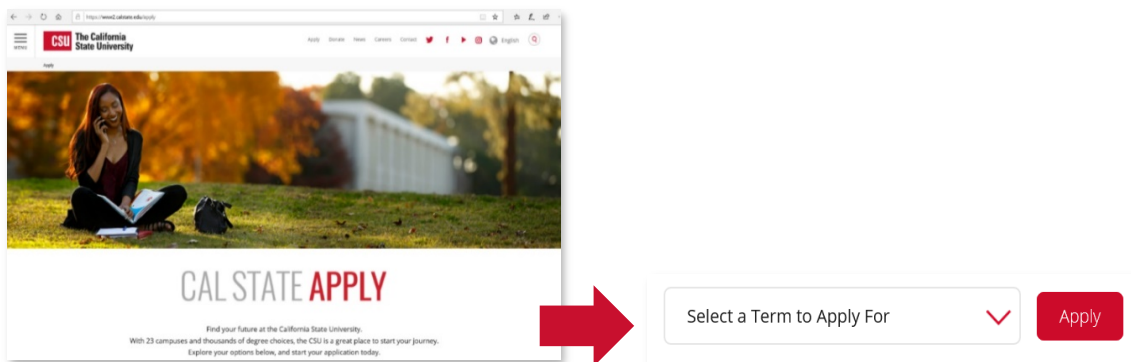 https://www2.calstate.edu/apply
MENU
CSU The California
State University
Apply Donate News Careers Contact English
Apply
CAL STATE APPLY
Find your future at the California State University.
With 23 campuses and thousands of degree choices, the CSU is a great place to start your journey.
Explore your options below, and start your application today.
Select a Term to Apply For
Apply